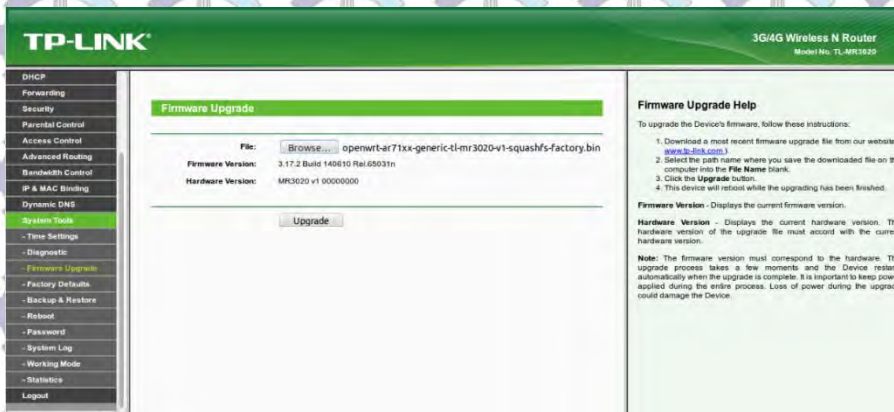 TP-LINK®
3G/4G Wireless N Router
Model No. TL-MR3020
DHCP
Forwarding
Security
Parental Control
Access Control
Advanced Routing
Bandwidth Control
IP & MAC Binding
Dynamic DNS
System Tools
- Time Settings
- Diagnostic
- Firmware Upgrade
- Factory Defaults
- Backup & Restore
- Reboot
- Password
- System Log
- Working Mode
- Statistics
Logout
Firmware Upgrade
File: Browse... openwrt-ar71xx-generic-tl-mr3020-v1-squashfs-factory.bin
Firmware Version: 3.17.2 Build 140610 Rel.65031n
Hardware Version: MR3020 v1 00000000
Upgrade
Firmware Upgrade Help
To upgrade the Device's firmware, follow these instructions:
1. Download a most recent firmware upgrade file from our website
(www.tp-link.com).
2. Select the path name where you save the downloaded file on
computer into the File Name blank.
3. Click the Upgrade button.
4. This device will reboot while the upgrading has been finished.
Firmware Version - Displays the current firmware version.
Hardware Version - Displays the current hardware version.
hardware version of the upgrade file must accord with the
hardware version.
Note: The firmware version must correspond to the hardware.
upgrade process takes a few moments and the Device
automatically when the upgrade is complete. It is important to keep
applied during the entire process. Loss of power during the
could damage the Device.